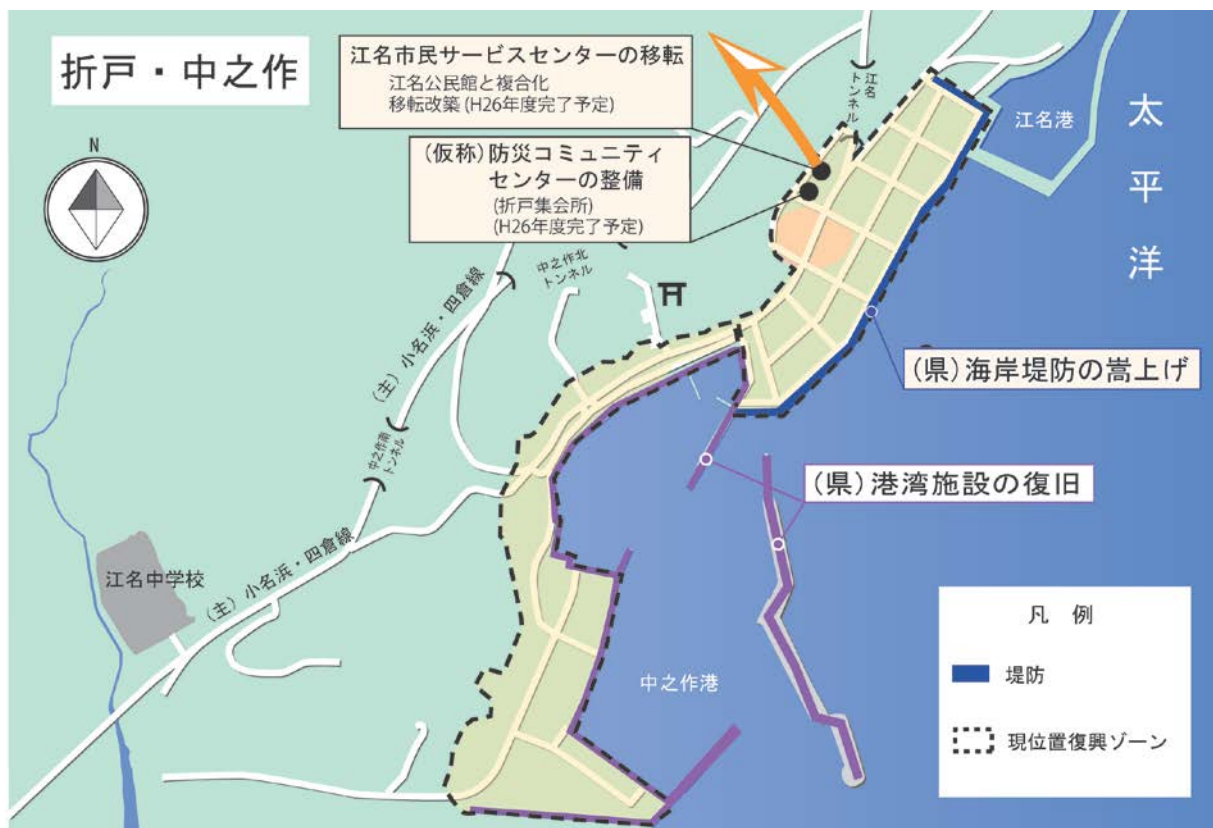 折戸・中之作
N
江名市民サービスセンターの移転
江名公民館と複合化
移転改築(H26年度完了予定)
(仮称)防災コミュニティ
センターの整備
(折戸集会所)
(H26年度完了予定)
江名
トンネル
江名港
太平洋
中之作北
トンネル
(主)小名浜・四倉線
中之作南
トンネル
(県)海岸堤防の嵩上げ
(県)港湾施設の復旧
江名中学校
(主)小名浜・四倉線
中之作港
凡 例
堤防
現位置復興ゾーン